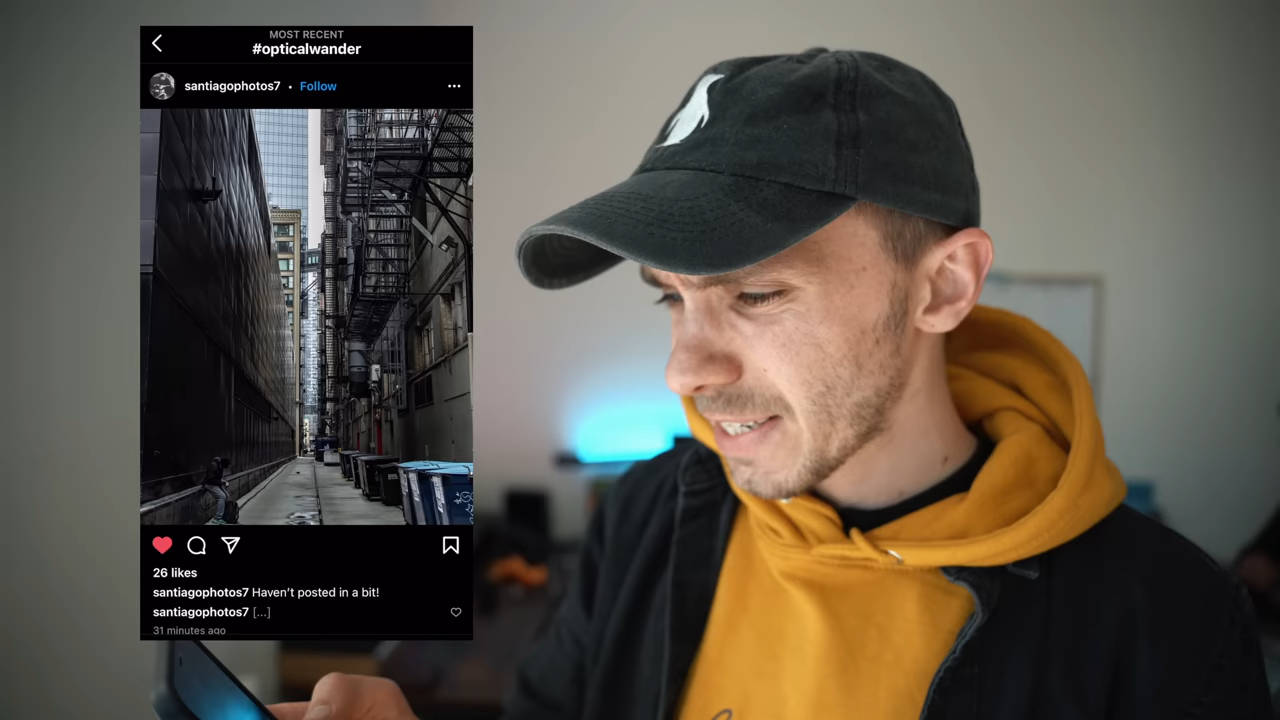 MOST RECENT
#opticalwander
santiagophotos7 • Follow
26 likes
santiagophotos7 Haven't posted in a bit!
santiagophotos7 [...]
31 minutes ago